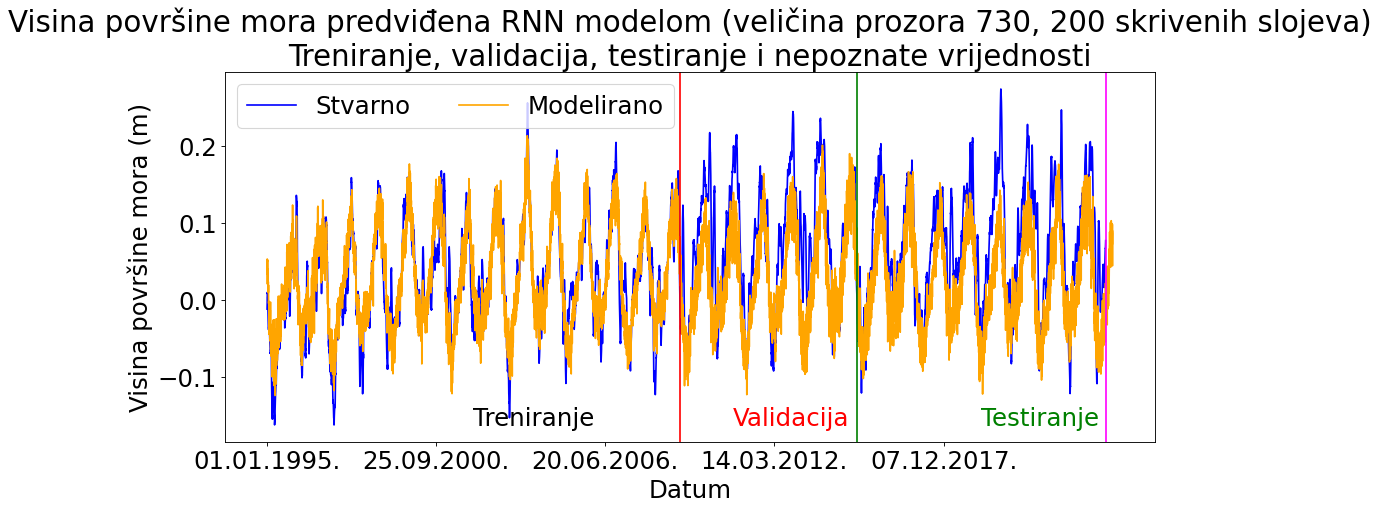 Visina površine mora predviđena RNN modelom (veličina prozora 730, 200 skrivenih slojeva)
Treniranje, validacija, testiranje i nepoznate vrijednosti
Stvarno
Modelirano
Visina površine mora (m)
0.2
0.1
0.0
−0.1
Treniranje
Validacija
Testiranje
01.01.1995.
25.09.2000.
20.06.2006.
14.03.2012.
07.12.2017.
Datum